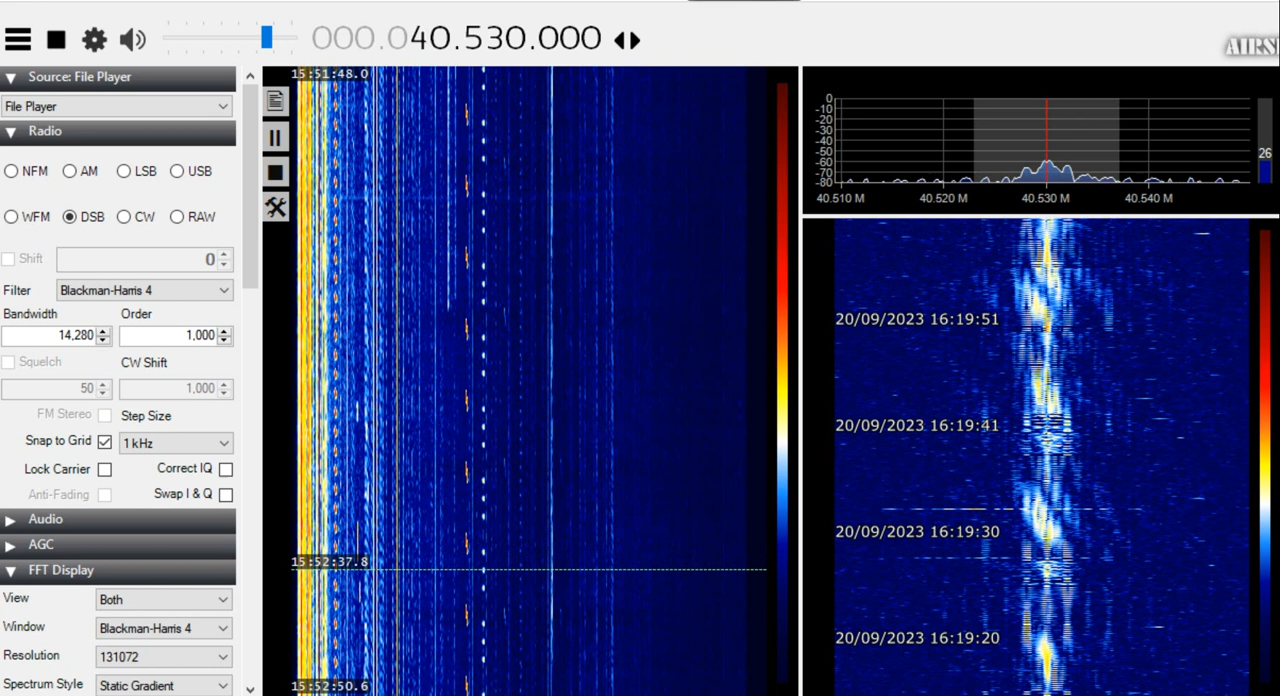 000.040.530.000
AIRS
Source: File Player
File Player
Radio
NFM AM LSB USB
WFM DSB CW RAW
Shift 0
Filter Blackman-Harris 4
Bandwidth Order
14,280 1,000
Squelch CW Shift
50 1,000
FM Stereo Step Size
Snap to Grid 1 kHz
Lock Carrier Correct IQ
Anti-Fading Swap I & Q
Audio
AGC
FFT Display
View Both
Window Blackman-Harris 4
Resolution 131072
Spectrum Style Static Gradient
15:51:48.0
15:52:37.8
15:52:50.6
0
-10
-20
-30
-40
-50
-60
-70
-80
26
40.510 M 40.520 M 40.530 M 40.540 M
20/09/2023 16:19:51
20/09/2023 16:19:41
20/09/2023 16:19:30
20/09/2023 16:19:20